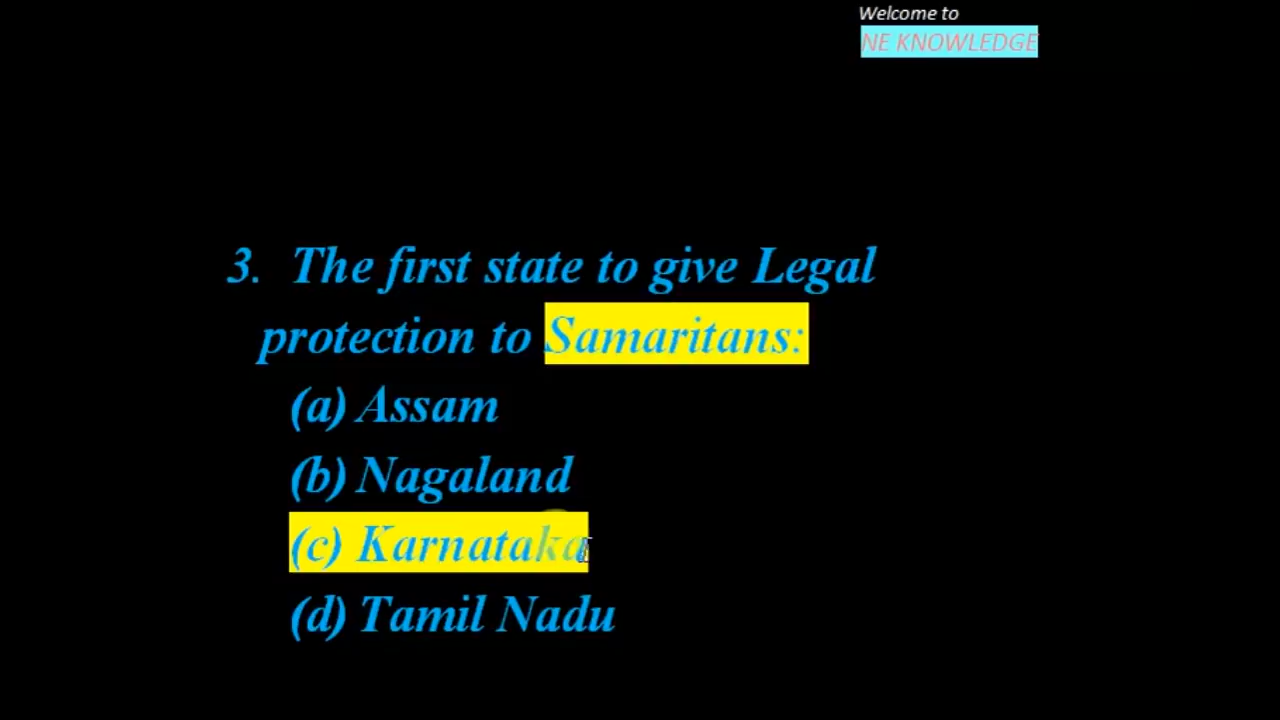 Welcome to
NE KNOWLEDGE
3. The first state to give Legal
protection to Samaritans:
(a) Assam
(b) Nagaland
(c) Karnataka
(d) Tamil Nadu